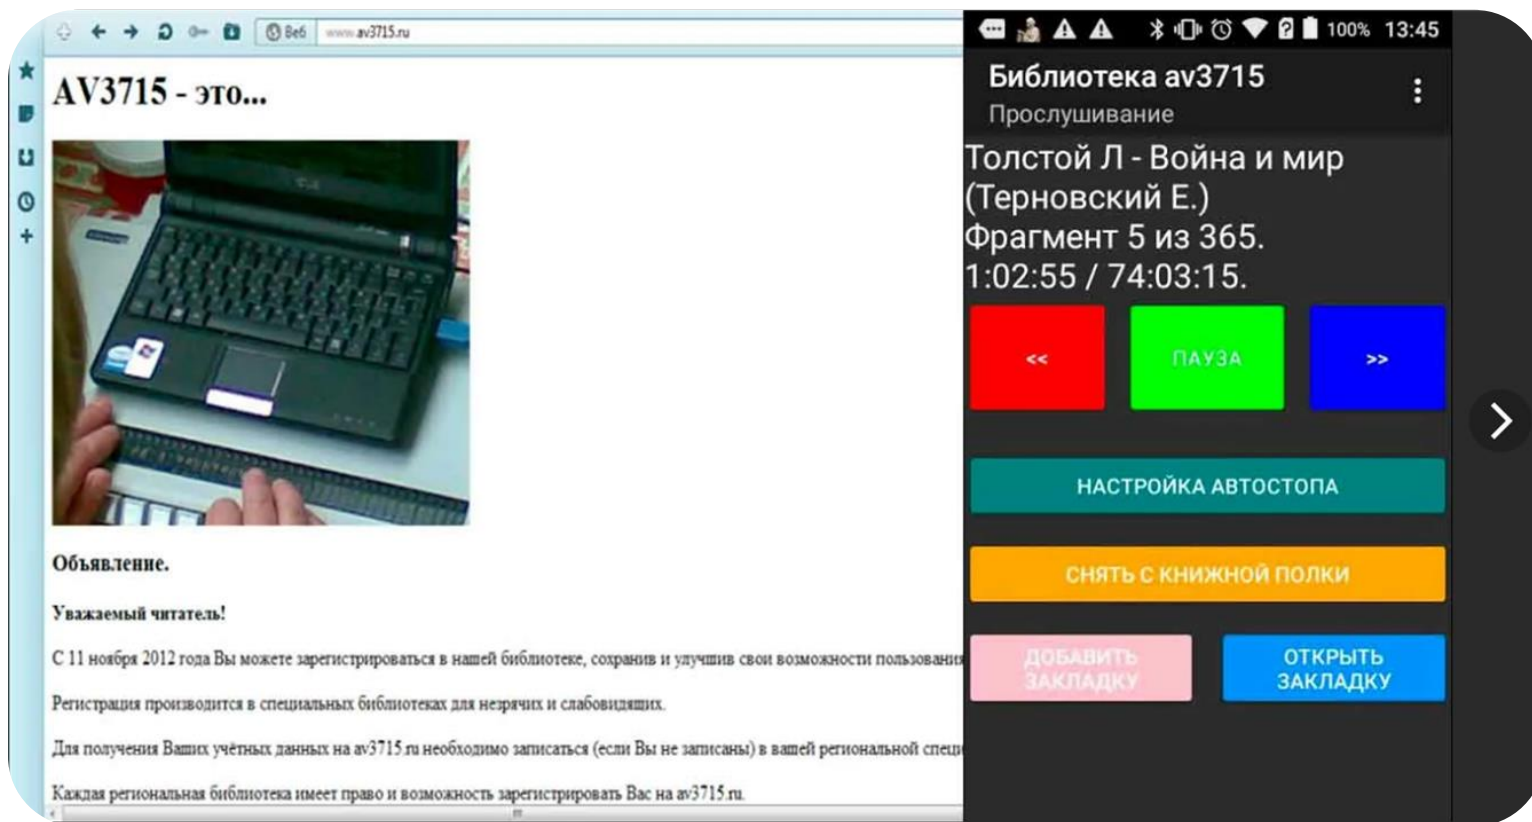 Веб
www.av3715.ru
AV3715 - это...
Объявление.
Уважаемый читатель!
С 11 ноября 2012 года Вы можете зарегистрироваться в нашей библиотеке, сохранив и улучшив свои возможности пользования
Регистрация производится в специальных библиотеках для незрячих и слабовидящих.
Для получения Ваших учётных данных на av3715.ru необходимо записаться (если Вы не записаны) в вашей региональной специ
Каждая региональная библиотека имеет право и возможность зарегистрировать Вас на av3715.ru.
100% 13:45
Библиотека av3715
Прослушивание
Толстой Л - Война и мир
(Терновский Е.)
Фрагмент 5 из 365.
1:02:55 / 74:03:15.
<< ПАУЗА >>
НАСТРОЙКА АВТОСТОПА
СНЯТЬ С КНИЖНОЙ ПОЛКИ
ДОБАВИТЬ
ЗАКЛАДКУ
ОТКРЫТЬ
ЗАКЛАДКУ